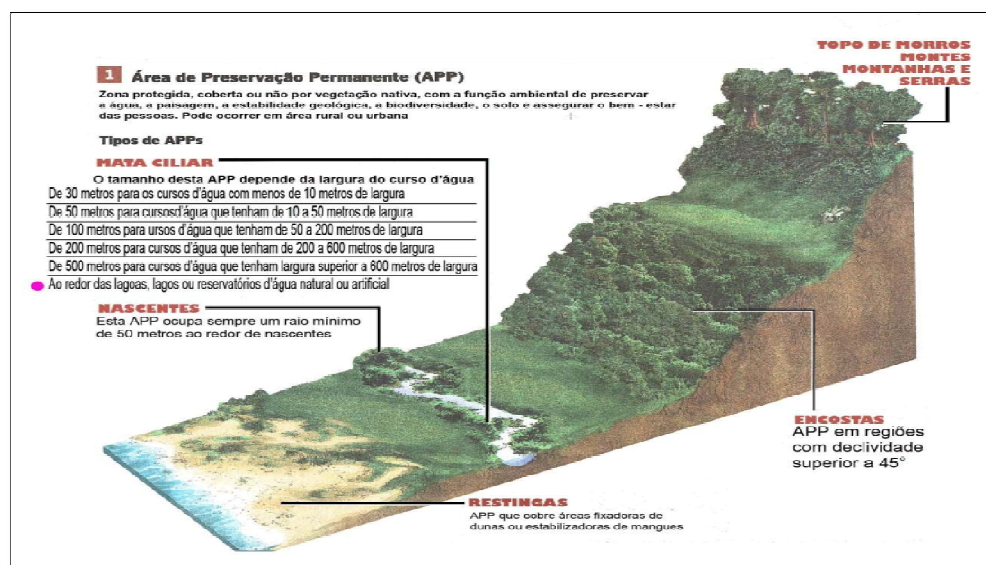 TOPO DE MORROS
MONTES
MONTANHAS E
SERRAS
1 Área de Preservação Permanente (APP)
Zona protegida, coberta ou não por vegetação nativa, com a função ambiental de preservar
a água, a paisagem, a estabilidade geológica, a biodiversidade, o solo e assegurar o bem - estar
das pessoas. Pode ocorrer em área rural ou urbana
Tipos de APPs
MATA CILIAR
O tamanho desta APP depende da largura do curso d'água
De 30 metros para os cursos d'água com menos de 10 metros de largura
De 50 metros para cursosd'água que tenham de 10 a 50 metros de largura
De 100 metros para ursos d'água que tenham de 50 a 200 metros de largura
De 200 metros para cursos d'água que tenham de 200 a 600 metros de largura
De 500 metros para cursos d'água que tenham largura superior a 600 metros de largura
Ao redor das lagoas, lagos ou reservatórios d'água natural ou artificial
NASCENTES
Esta APP ocupa sempre um raio mínimo
de 50 metros ao redor de nascentes
ENCOSTAS
APP em regiões
com declividade
superior a 45°
RESTINGAS
APP que cobre áreas fixadoras de
dunas ou estabilizadoras de mangues